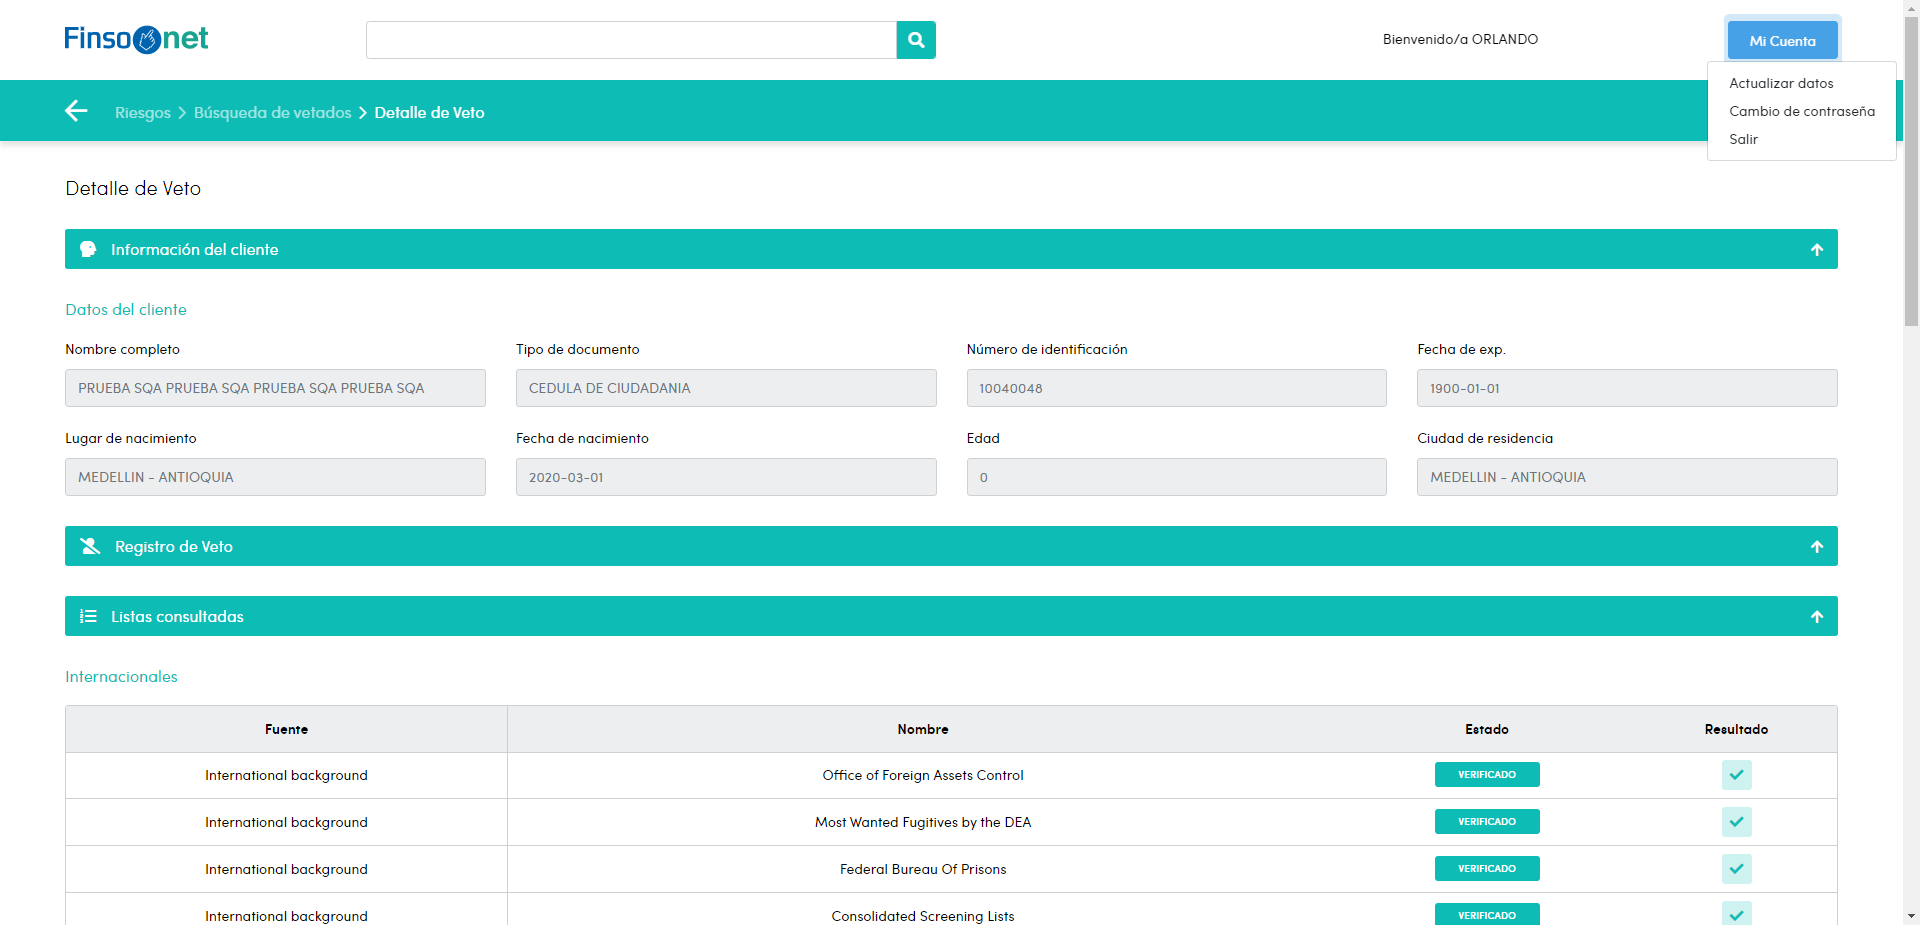 Finsonet
Bienvenido/a ORLANDO
Mi Cuenta
Actualizar datos
Cambio de contraseña
Salir
Riesgos > Búsqueda de vetados > Detalle de Veto
Detalle de Veto
Información del cliente
Datos del cliente
Nombre completo Tipo de documento Número de identificación Fecha de exp.
PRUEBA SQA PRUEBA SQA PRUEBA SQA PRUEBA SQA CEDULA DE CIUDADANIA 10040048 1900-01-01
Lugar de nacimiento Fecha de nacimiento Edad Ciudad de residencia
MEDELLIN - ANTIOQUIA 2020-03-01 0 MEDELLIN - ANTIOQUIA
Registro de Veto
Listas consultadas
Internacionales
Fuente Nombre Estado Resultado
International background Office of Foreign Assets Control VERIFICADO
International background Most Wanted Fugitives by the DEA VERIFICADO
International background Federal Bureau Of Prisons VERIFICADO
International background Consolidated Screening Lists VERIFICADO